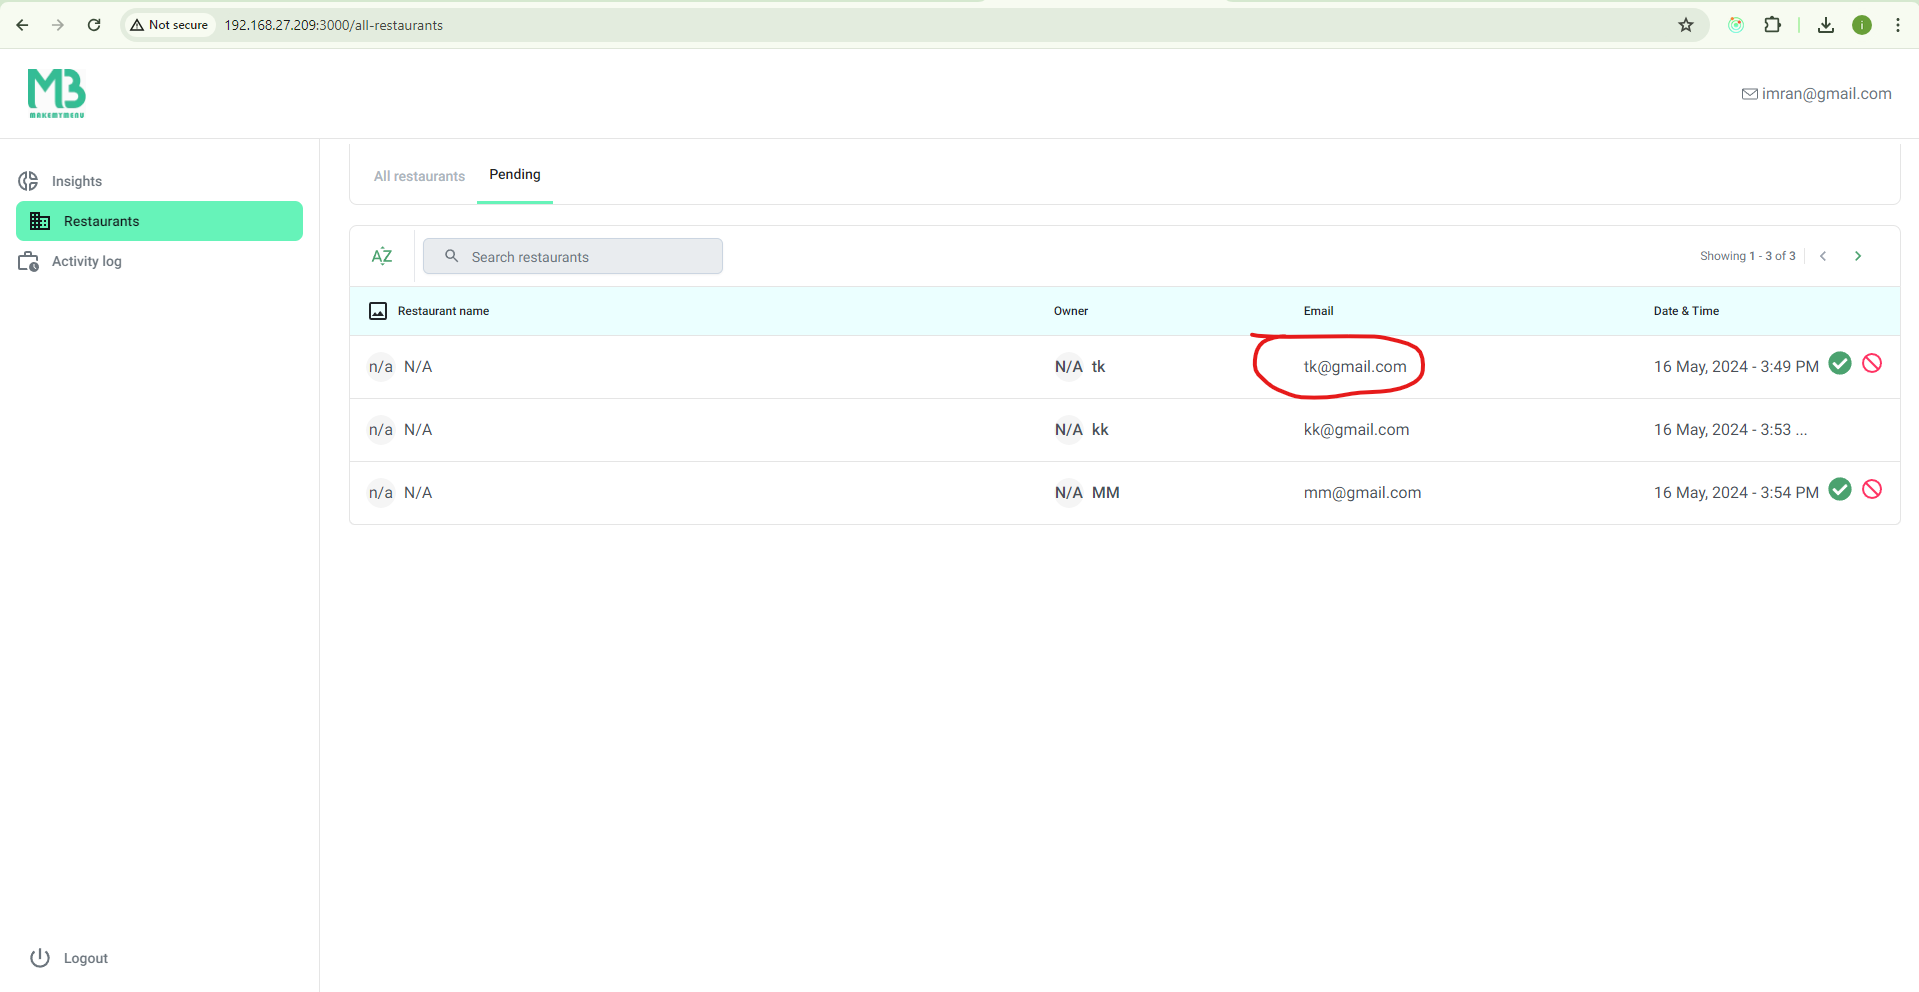 Not secure 192.168.27.209:3000/all-restaurants
i
M3
MAKEMYMENU
imran@gmail.com
Insights
Restaurants
Activity log
All restaurants Pending
AZ Search restaurants Showing 1 - 3 of 3
Restaurant name Owner Email Date & Time
n/a N/A N/A tk tk@gmail.com 16 May, 2024 - 3:49 PM
n/a N/A N/A kk kk@gmail.com 16 May, 2024 - 3:53 ...
n/a N/A N/A MM mm@gmail.com 16 May, 2024 - 3:54 PM
Logout